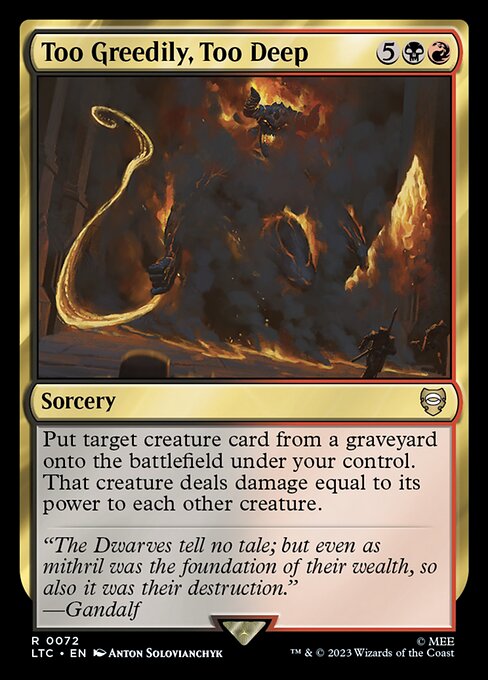 Too Greedily, Too Deep 5
Sorcery
Put target creature card from a graveyard
onto the battlefield under your control.
That creature deals damage equal to its
power to each other creature.
“The Dwarves tell no tale; but even as
mithril was the foundation of their wealth, so
also it was their destruction.”
—Gandalf
R 0072
LTC • EN Anton Solovianchyk
© MEE
™ & © 2023 Wizards of the Coast